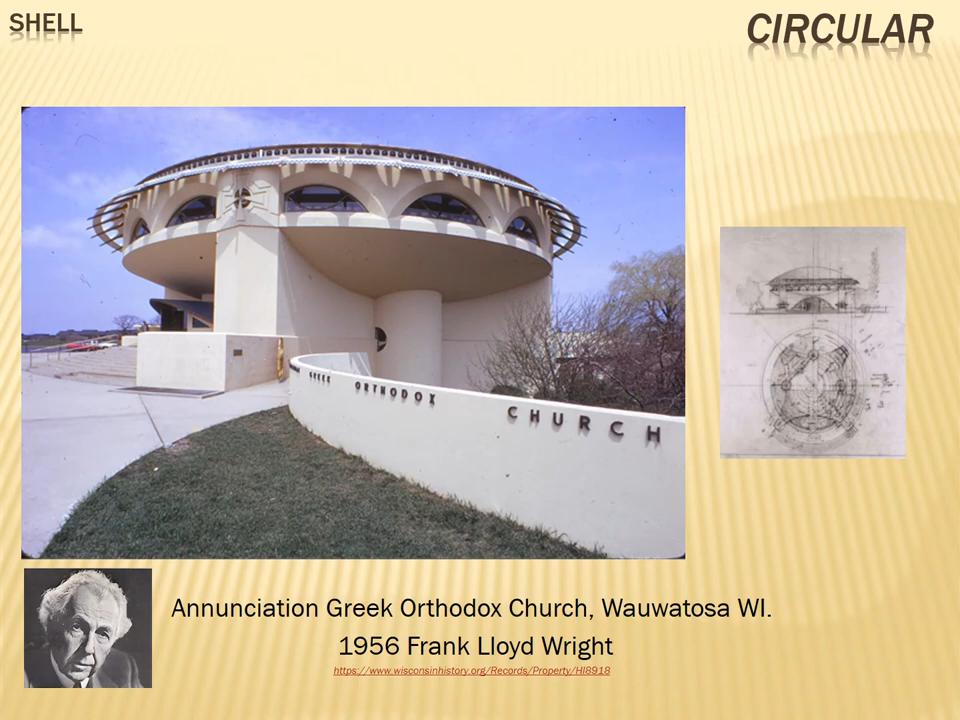 SHELL
CIRCULAR
GREEK ORTHODOX CHURCH
Annunciation Greek Orthodox Church, Wauwatosa WI.
1956 Frank Lloyd Wright
https://www.wisconsinhistory.org/Records/Property/HI8918